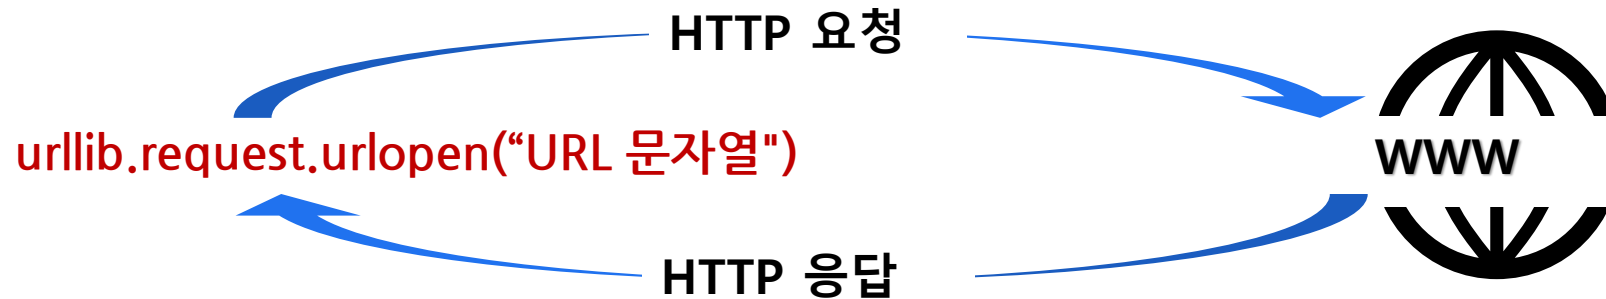 HTTP 요청
urllib.request.urlopen(“URL 문자열")
WWW
HTTP 응답